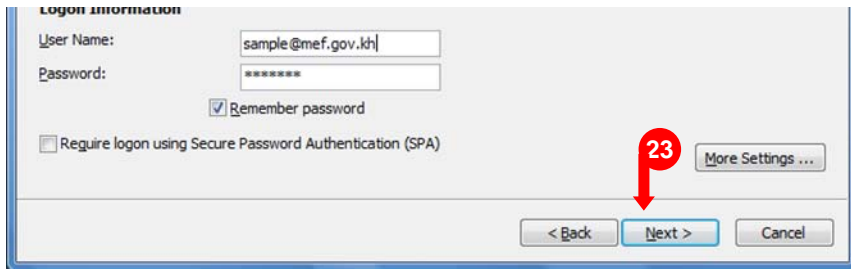 Logon Information
User Name:
sample@mef.gov.kh
Password:
*******
Remember password
Require logon using Secure Password Authentication (SPA)
23
More Settings ...
< Back
Next >
Cancel